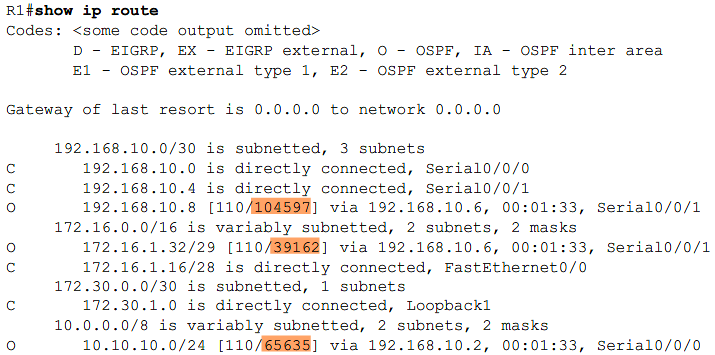 R1#show ip route
Codes: <some code output omitted>
D - EIGRP, EX - EIGRP external, O - OSPF, IA - OSPF inter area
E1 - OSPF external type 1, E2 - OSPF external type 2
Gateway of last resort is 0.0.0.0 to network 0.0.0.0
192.168.10.0/30 is subnetted, 3 subnets
C 192.168.10.0 is directly connected, Serial0/0/0
C 192.168.10.4 is directly connected, Serial0/0/1
O 192.168.10.8 [110/104597] via 192.168.10.6, 00:01:33, Serial0/0/1
172.16.0.0/16 is variably subnetted, 2 subnets, 2 masks
O 172.16.1.32/29 [110/39162] via 192.168.10.6, 00:01:33, Serial0/0/1
C 172.16.1.16/28 is directly connected, FastEthernet0/0
172.30.0.0/30 is subnetted, 1 subnets
C 172.30.1.0 is directly connected, Loopback1
10.0.0.0/8 is variably subnetted, 2 subnets, 2 masks
O 10.10.10.0/24 [110/65635] via 192.168.10.2, 00:01:33, Serial0/0/0